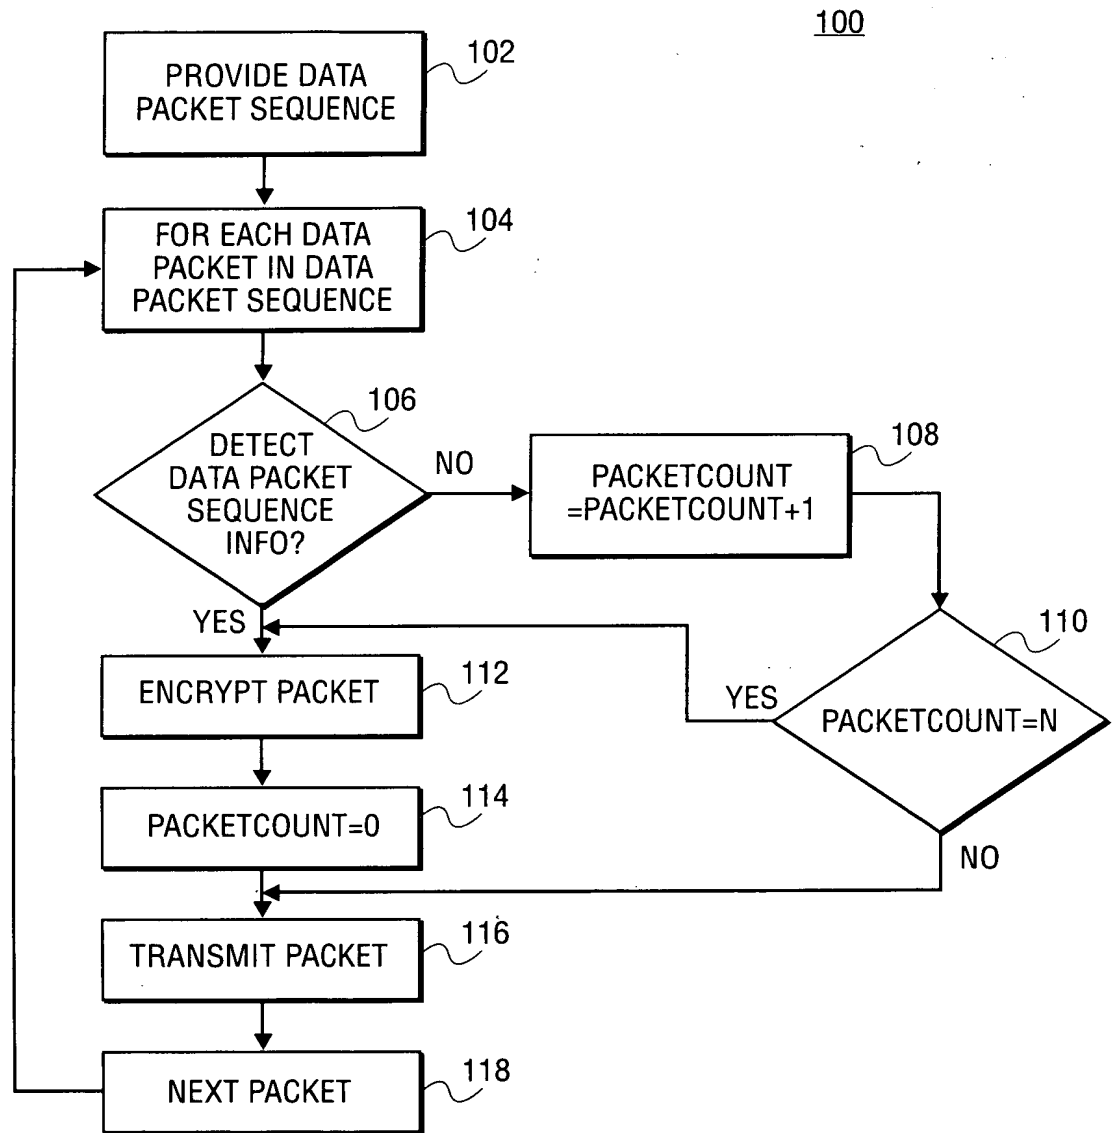 100
PROVIDE DATA
PACKET SEQUENCE
102
FOR EACH DATA
PACKET IN DATA
PACKET SEQUENCE
104
DETECT
DATA PACKET
SEQUENCE
INFO?
106
NO
PACKETCOUNT
=PACKETCOUNT+1
108
YES
ENCRYPT PACKET
112
YES
PACKETCOUNT=N
110
NO
PACKETCOUNT=0
114
TRANSMIT PACKET
116
NEXT PACKET
118